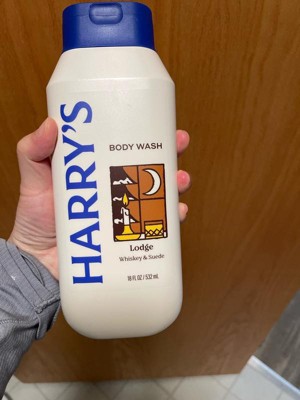 HARRY'S
BODY WASH
Lodge
Whiskey & Suede
18 FL OZ / 532 mL